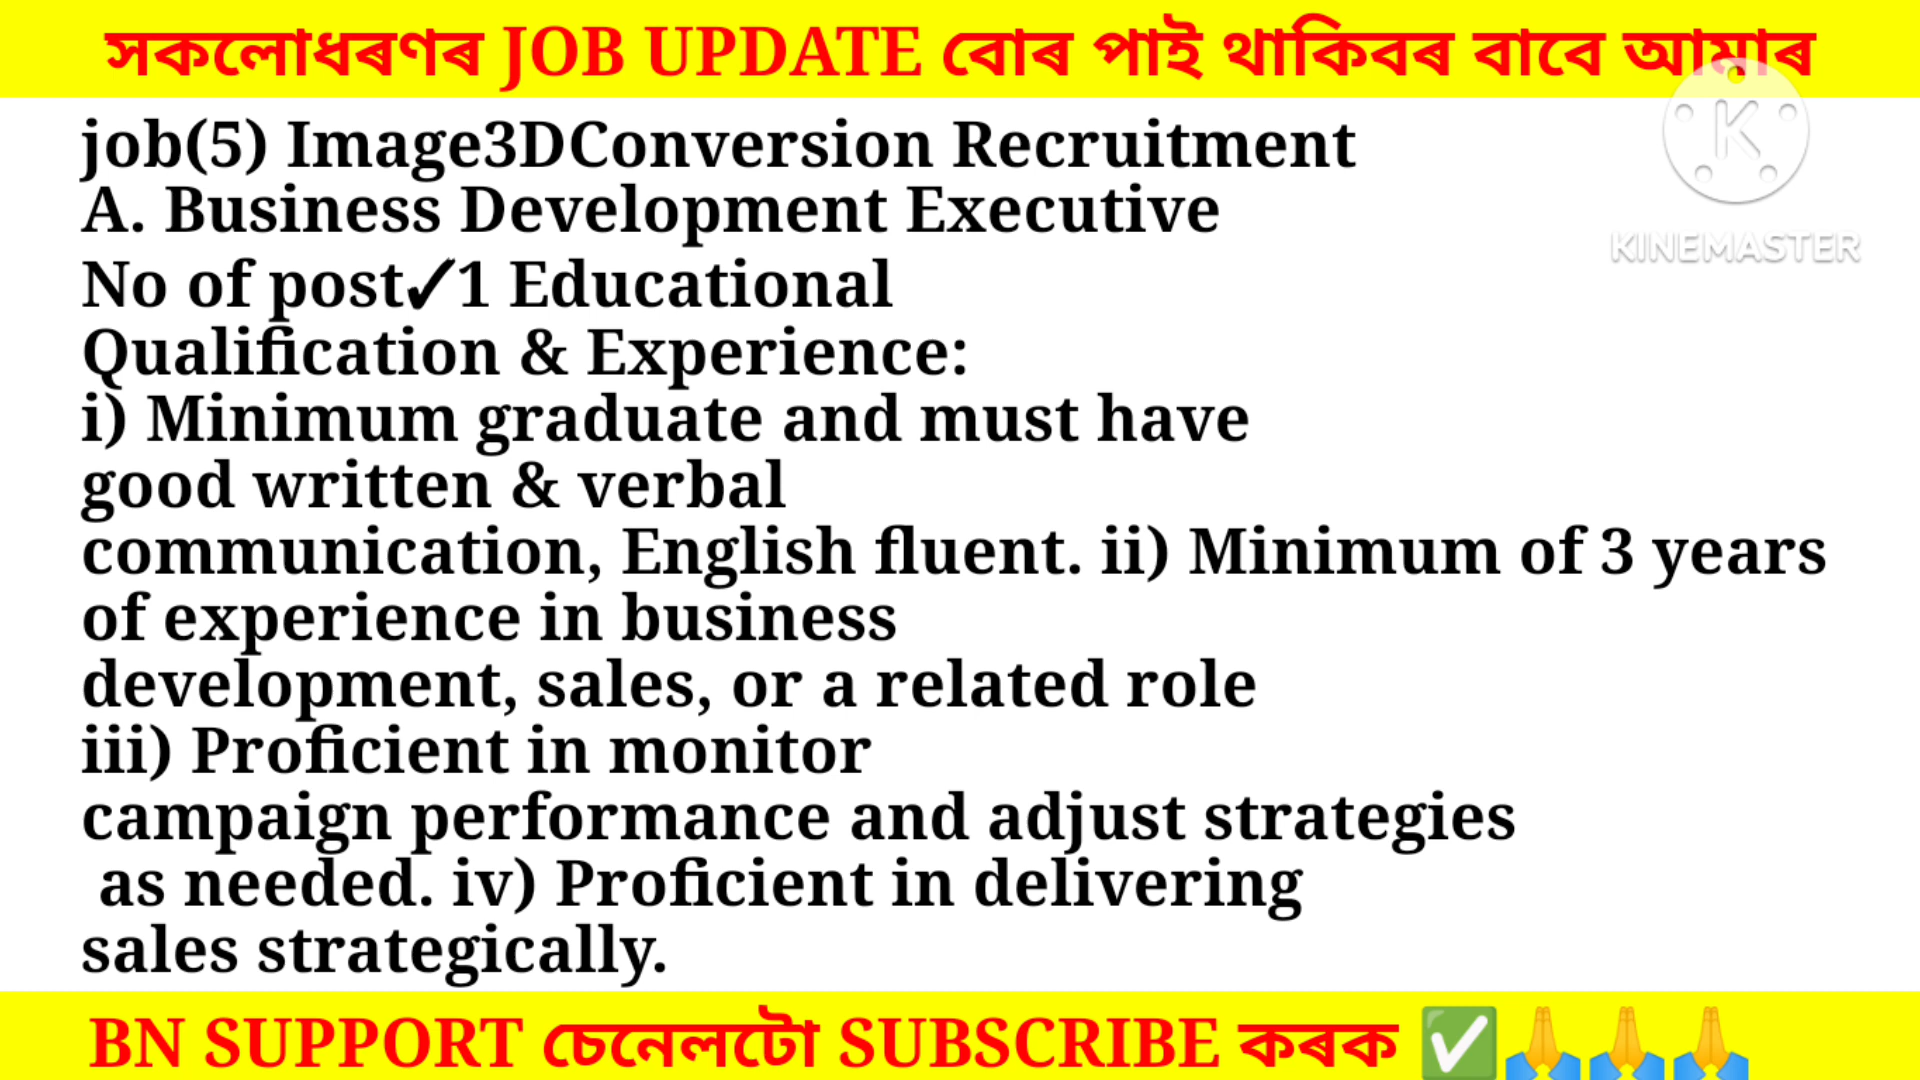 সকলোধৰণৰ JOB UPDATE বোৰ পাই থাকিবৰ বাবে আমাৰ
job(5) Image3DConversion Recruitment
A. Business Development Executive
No of post✓1 Educational
Qualification & Experience:
i) Minimum graduate and must have
good written & verbal
communication, English fluent. ii) Minimum of 3 years
of experience in business
development, sales, or a related role
iii) Proficient in monitor
campaign performance and adjust strategies
as needed. iv) Proficient in delivering
sales strategically.
K
KINEMASTER
BN SUPPORT চেনেলটো SUBSCRIBE কৰক ✅🙏🙏🙏